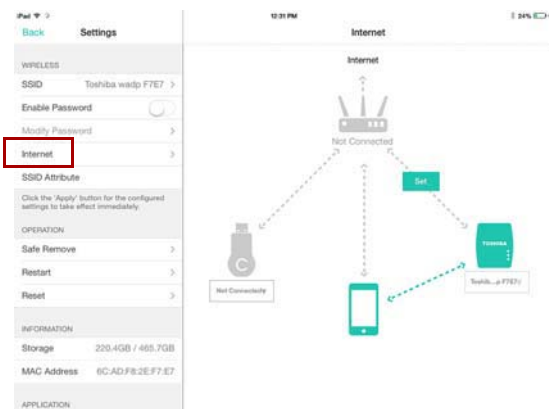 iPad
12:31 PM
24%
Back
Settings
Internet
WIRELESS
SSID
Toshiba wadp F7E7
Enable Password
Modify Password
Internet
SSID Attribute
Click the 'Apply' button for the configured
settings to take effect immediately.
OPERATION
Safe Remove
Restart
Reset
INFORMATION
Storage
220.4GB / 465.7GB
MAC Address
6C:AD:F8:2E:F7:E7
APPLICATION
Internet
Not Connected
Set
C
TOSHIBA
Not Connected
Toshib...p F7E7